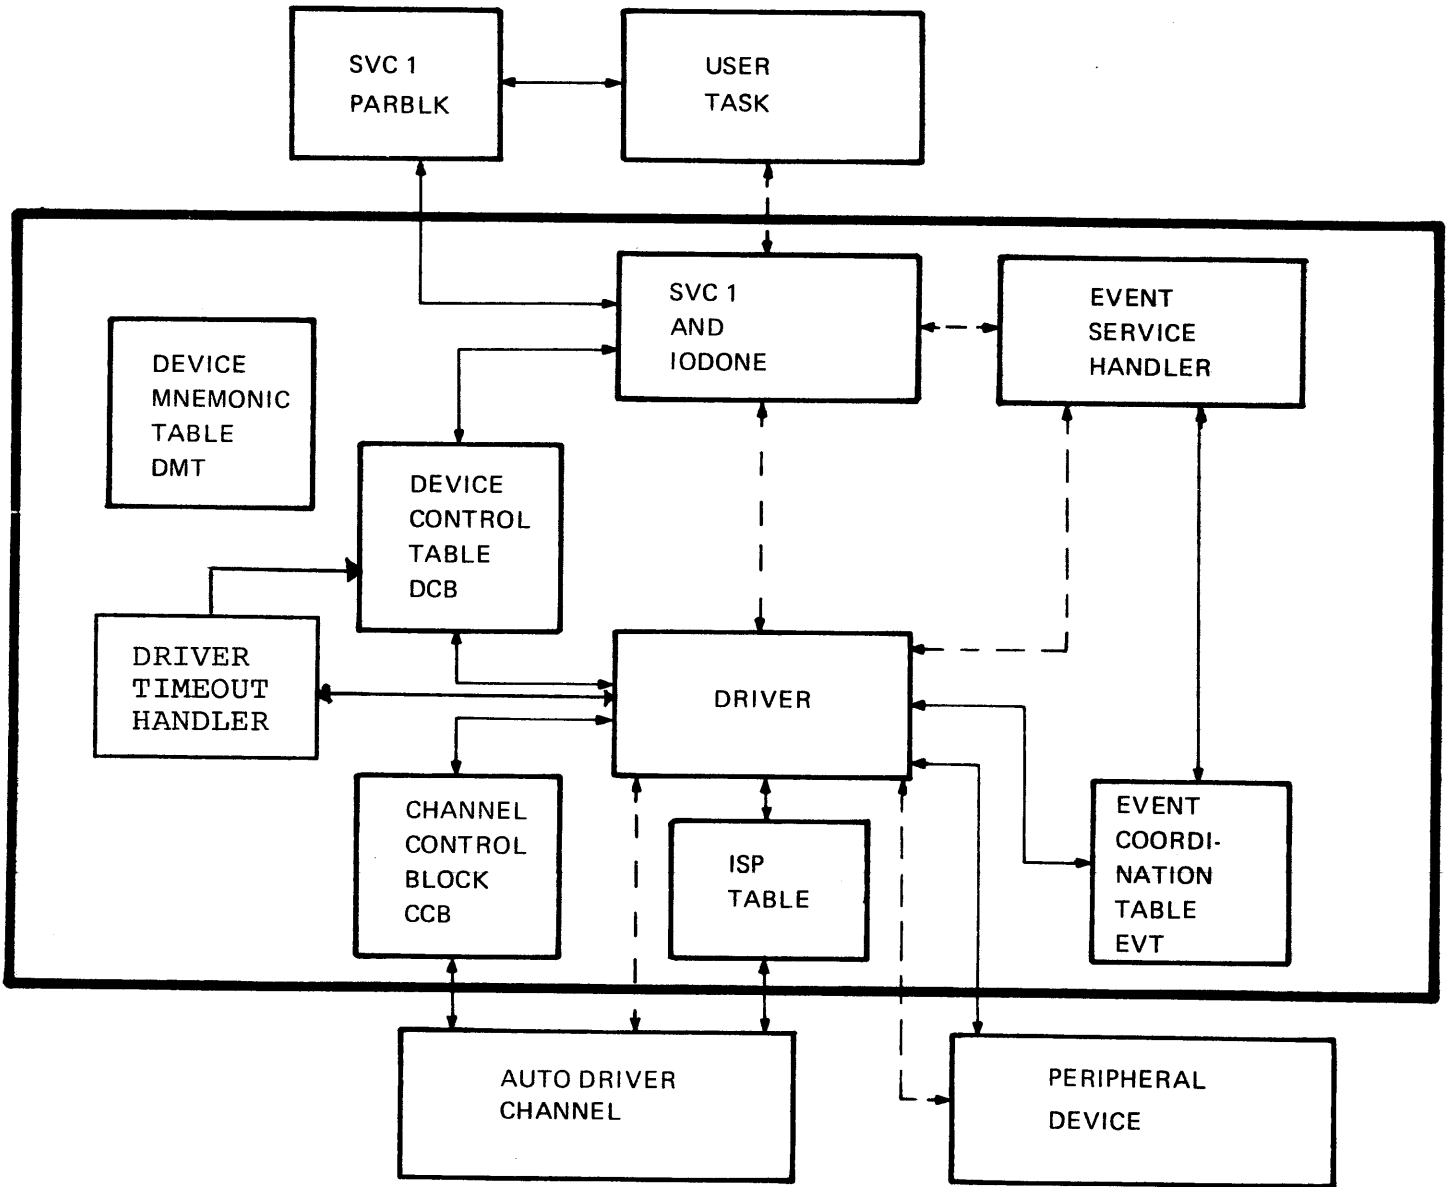 SVC 1
PARBLK
USER
TASK
SVC 1
AND
IODONE
EVENT
SERVICE
HANDLER
DEVICE
MNEMONIC
TABLE
DMT
DEVICE
CONTROL
TABLE
DCB
DRIVER
TIMEOUT
HANDLER
DRIVER
CHANNEL
CONTROL
BLOCK
CCB
ISP
TABLE
EVENT
COORDI-
NATION
TABLE
EVT
AUTO DRIVER
CHANNEL
PERIPHERAL
DEVICE